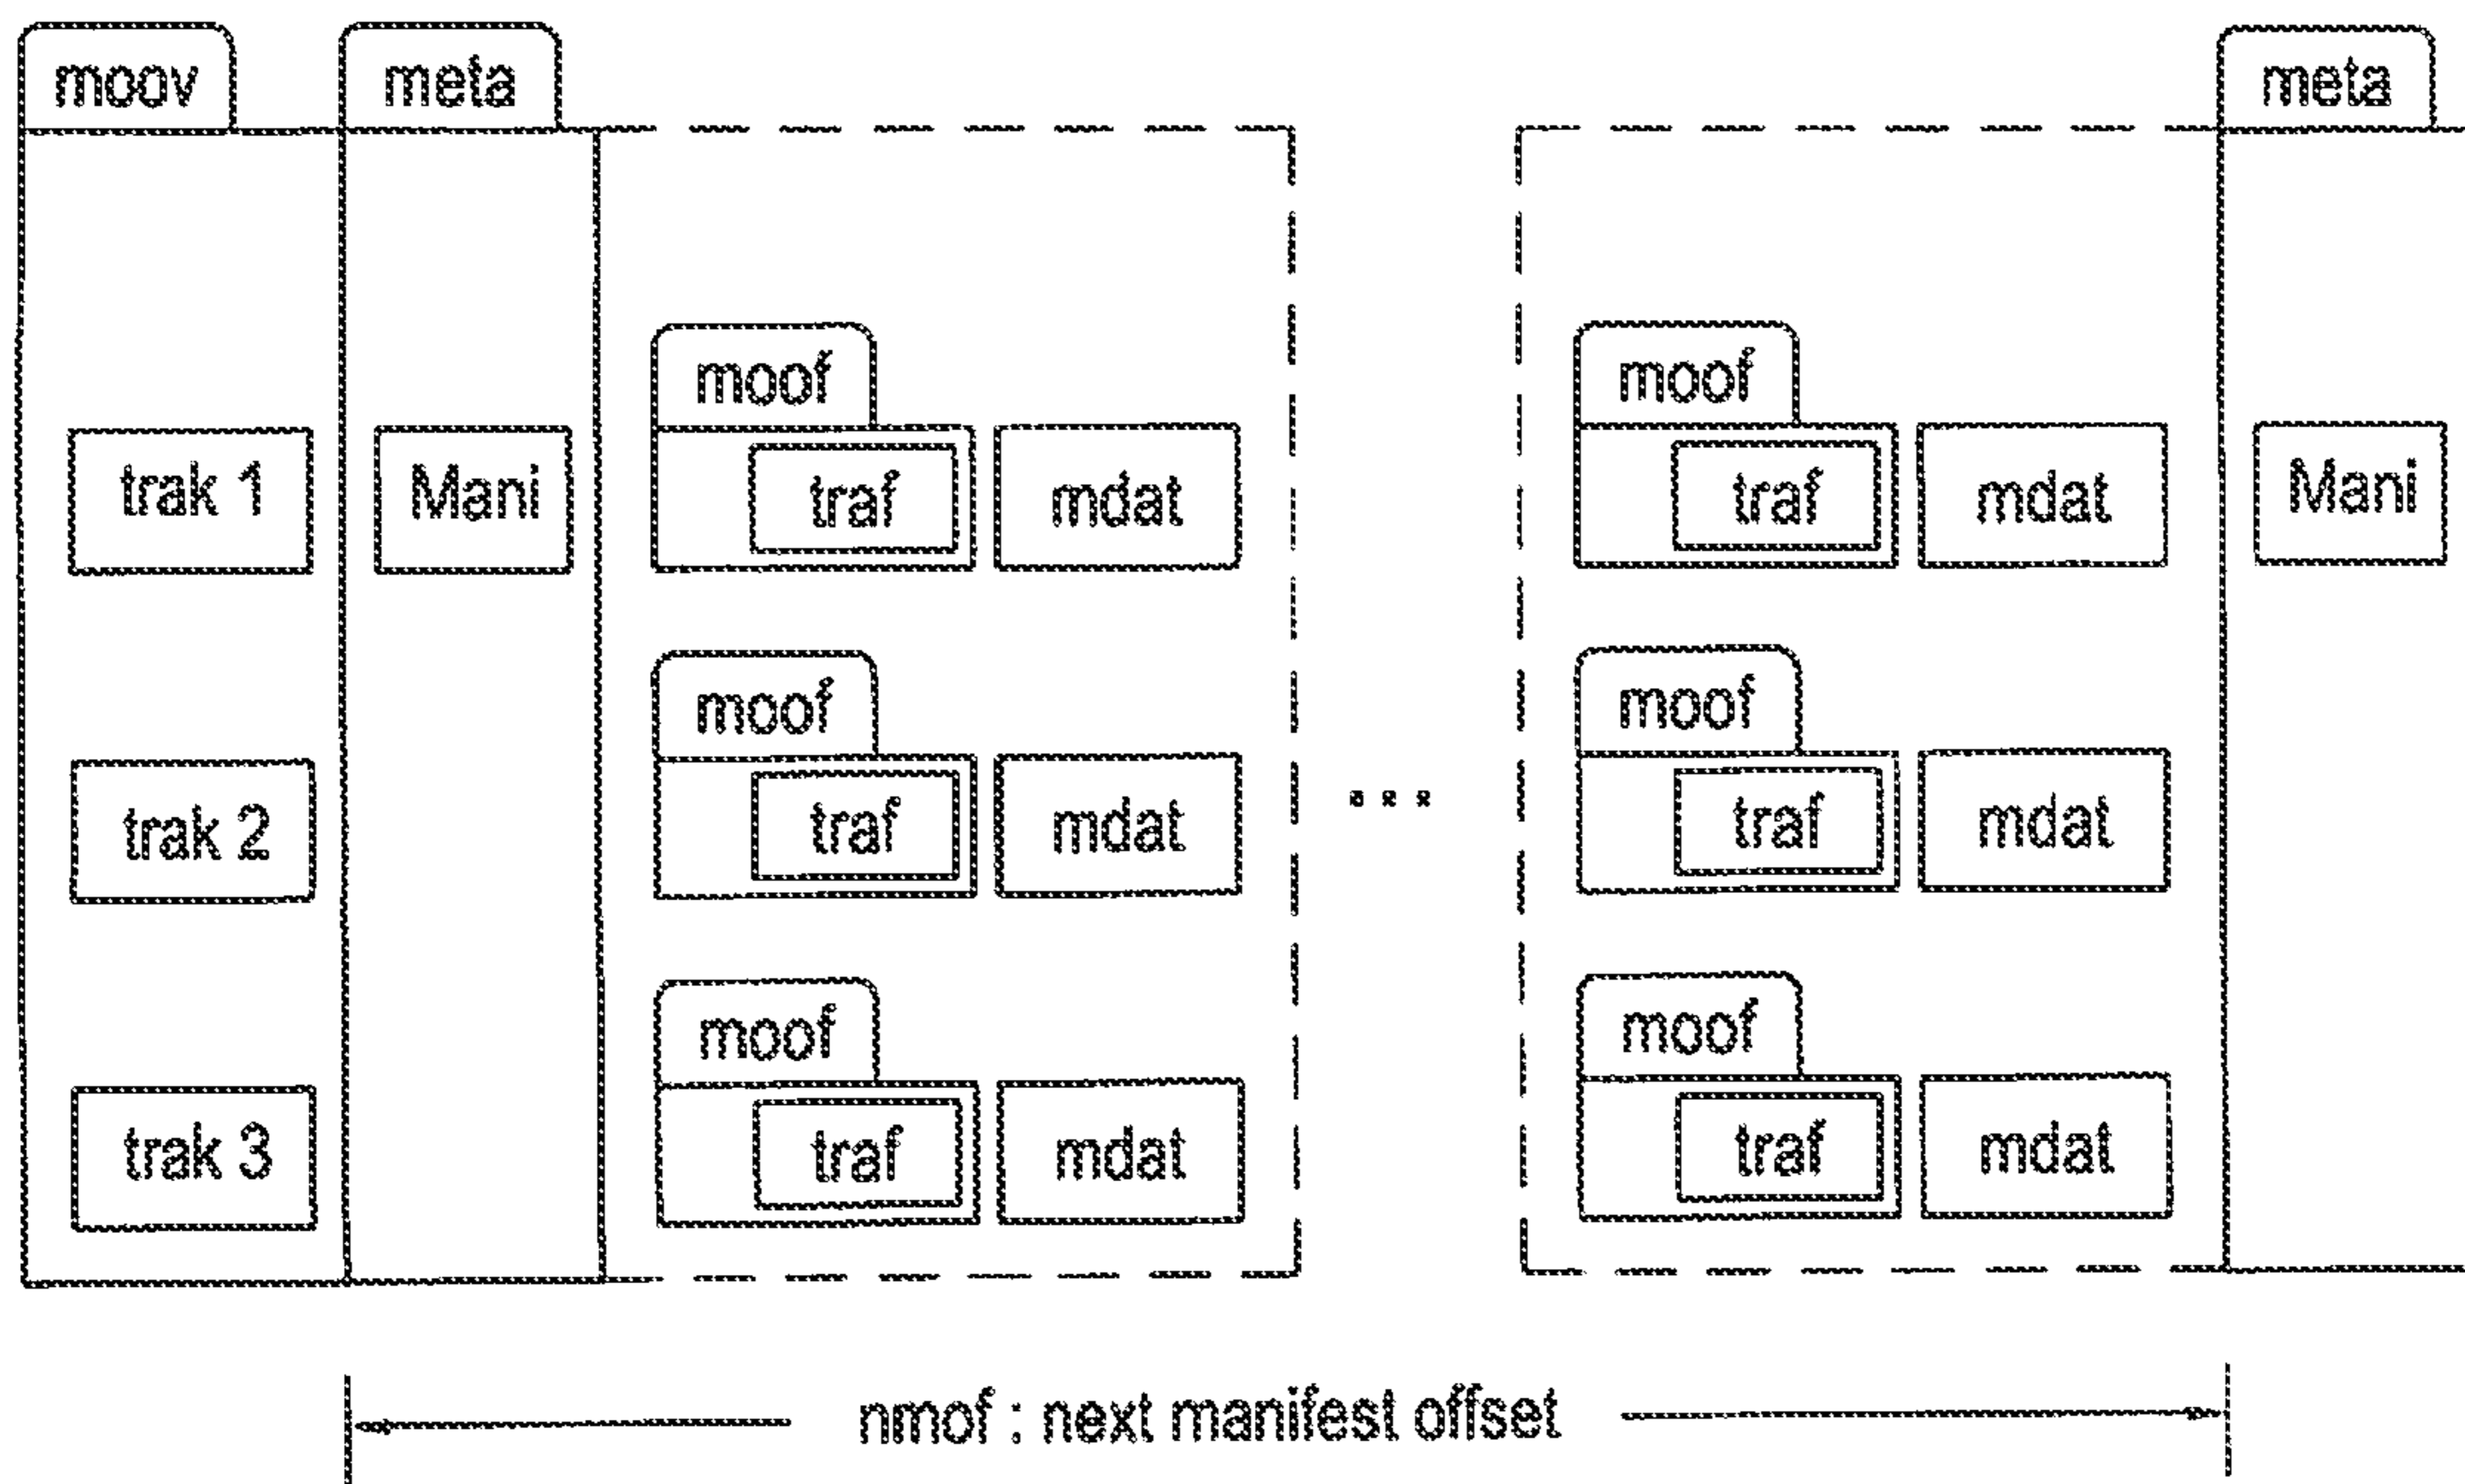 moov meta meta
moof moof
trak 1 Mani traf mdat traf mdat Mani
moof moof
trak 2 traf mdat ... traf mdat
moof moof
trak 3 traf mdat traf mdat
nmof : next manifest offset